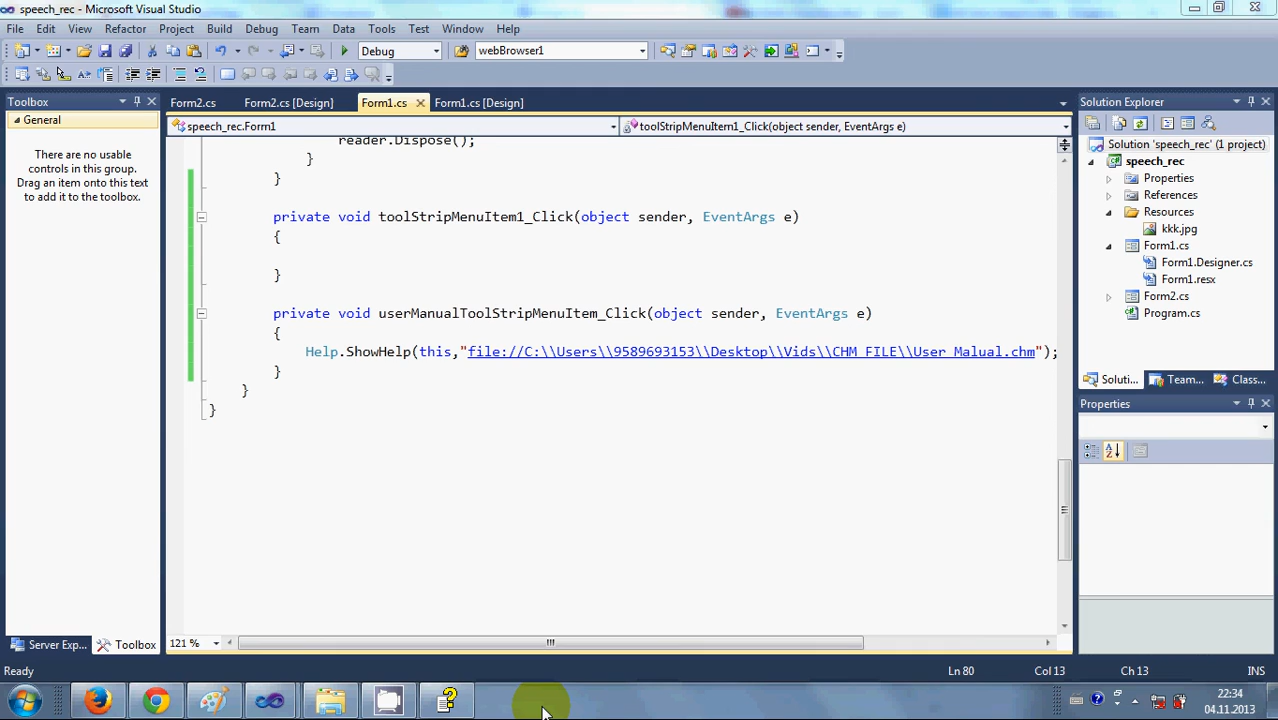 speech_rec - Microsoft Visual Studio
File Edit View Refactor Project Build Debug Team Data Tools Test Window Help
Debug webBrowser1
Toolbox
General
There are no usable
controls in this group.
Drag an item onto this text
to add it to the toolbox.
Server Exp... Toolbox
Form2.cs Form2.cs [Design] Form1.cs Form1.cs [Design]
speech_rec.Form1 toolStripMenuItem1_Click(object sender, EventArgs e)
reader.Dispose();
}
}
private void toolStripMenuItem1_Click(object sender, EventArgs e)
{
}
private void userManualToolStripMenuItem_Click(object sender, EventArgs e)
{
Help.ShowHelp(this,"file://C:\\Users\\9589693153\\Desktop\\Vids\\CHM FILE\\User Malual.chm");
}
}
}
121 %
Solution Explorer
Solution 'speech_rec' (1 project)
speech_rec
Properties
References
Resources
kkk.jpg
Form1.cs
Form1.Designer.cs
Form1.resx
Form2.cs
Program.cs
Soluti... Team... Class...
Properties
Ready Ln 80 Col 13 Ch 13 INS
22:34
04.11.2013